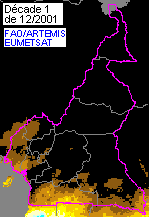 Décade 1
de 12/2001
FAO/ARTEMIS
EUMETSAT